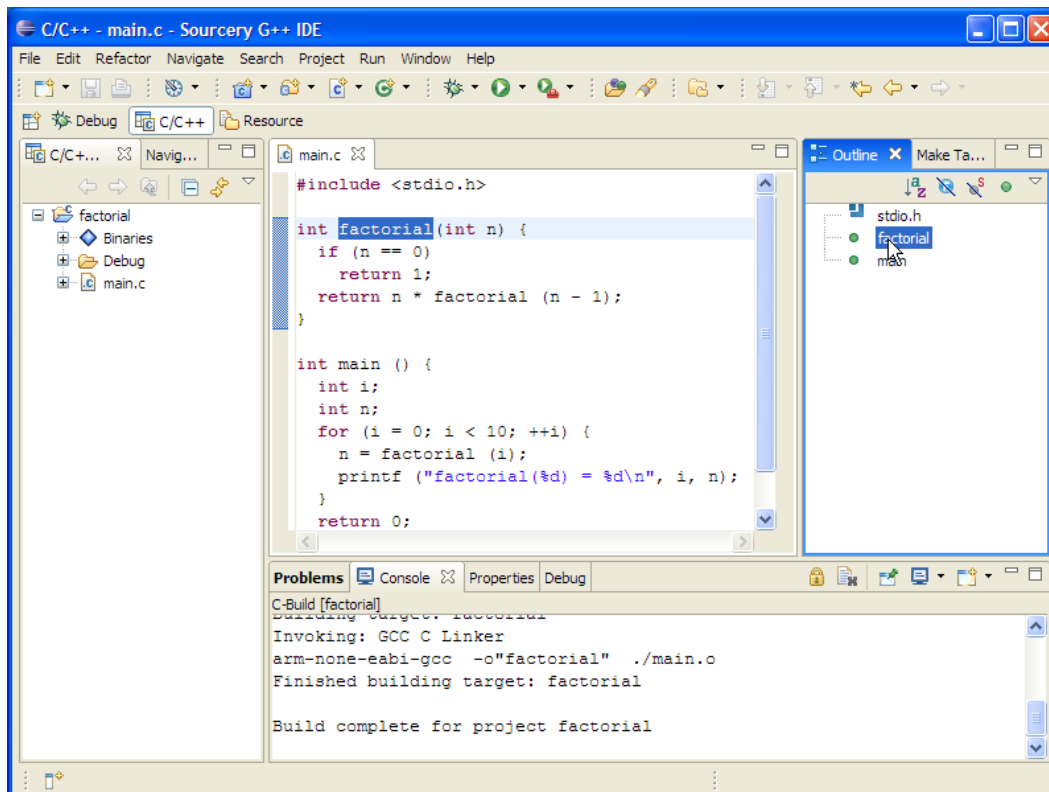 C/C++ - main.c - Sourcery G++ IDE
File Edit Refactor Navigate Search Project Run Window Help
Debug C/C++ Resource
C/C+... Navig...
factorial
Binaries
Debug
main.c
main.c
#include <stdio.h>
int factorial(int n) {
if (n == 0)
return 1;
return n * factorial (n - 1);
}
int main () {
int i;
int n;
for (i = 0; i < 10; ++i) {
n = factorial (i);
printf ("factorial(%d) = %d\n", i, n);
}
return 0;
Outline Make Ta...
stdio.h
factorial
main
Problems Console Properties Debug
C-Build [factorial]
Building target: factorial
Invoking: GCC C Linker
arm-none-eabi-gcc -o"factorial" ./main.o
Finished building target: factorial
Build complete for project factorial